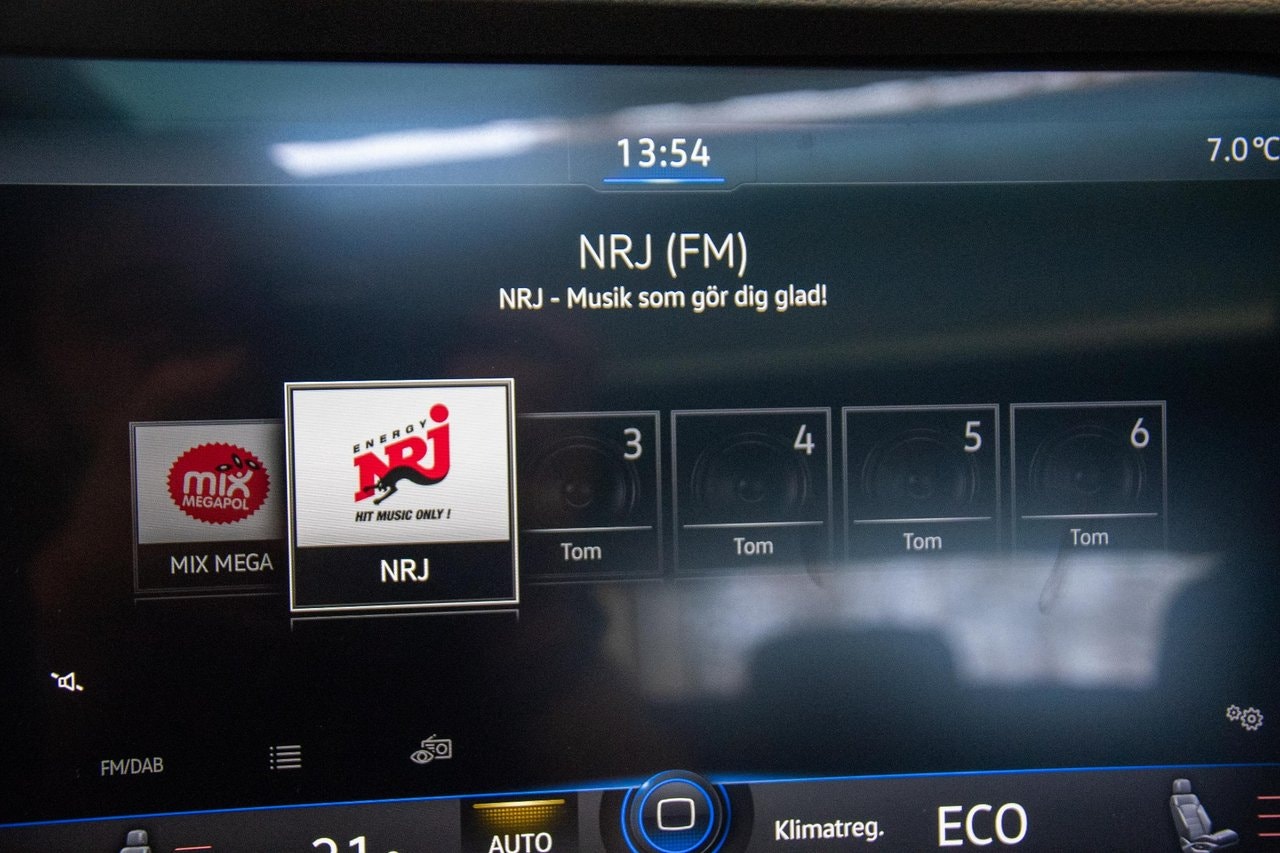 13:54
7.0°C
NRJ (FM)
NRJ - Musik som gör dig glad!
mix
MEGAPOL
MIX MEGA
ENERGY
NRJ
HIT MUSIC ONLY!
NRJ
3
Tom
4
Tom
5
Tom
6
Tom
FM/DAB
21
AUTO
Klimatreg.
ECO